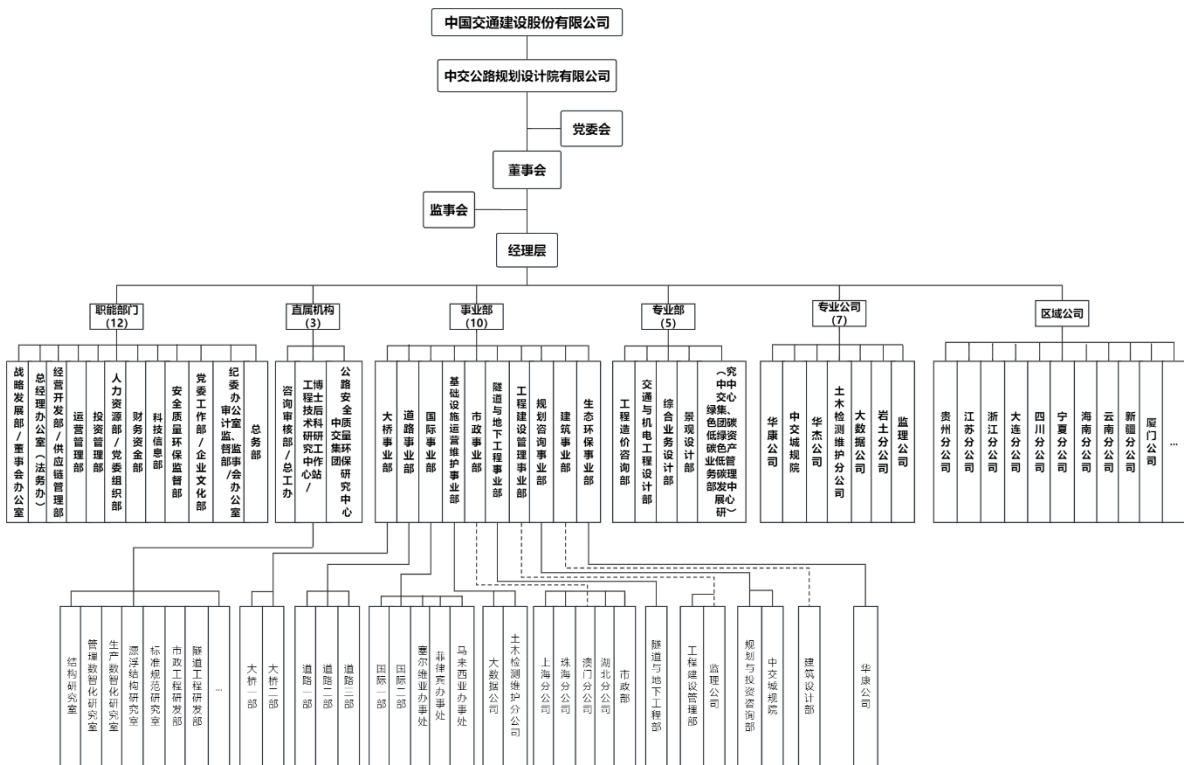 中国交通建设股份有限公司
中交公路规划设计院有限公司
党委会
董事会
监事会
经理层
职能部门
(12)
直属机构
(3)
事业部
(10)
专业部
(5)
专业公司
(7)
区域公司
战略发展部/董事会办公室
总经理办公室（法务办）
经营开发部/供应链管理部
运营管理部
投资管理部
人力资源部/党委组织部
财务资金部
科技信息部
安全质量环保监督部
党委工作部/企业文化部
纪委办公室、监事会办公室/
审计监督部
总务部
咨询审核部/总工办
博士后科研工作站
工程技术研究中心/
公路安全质量环保研究中心
中交集团
大桥事业部
道路事业部
国际事业部
基础设施运营维护事业部
市政事业部
隧道与地下工程事业部
工程建设管理事业部
规划咨询事业部
建筑事业部
生态环保事业部
工程造价咨询部
交通与机电工程设计部
综合业务设计部
景观设计部
究中心、碳资产管理中心）
（中交集团绿色低碳发展研
绿色低碳业务部
华康公司
中交城规院
华杰公司
土木检测维护分公司
大数据公司
岩土分公司
监理公司
贵州分公司
江苏分公司
浙江分公司
大连分公司
四川分公司
宁夏分公司
海南分公司
云南分公司
新疆分公司
厦门公司
...
结构研究室
管理数智化研究室
生产数智化研究室
漂浮结构研究室
标准规范研究室
市政工程研发部
隧道工程研发部
...
大桥一部
大桥二部
道路一部
道路二部
道路三部
国际一部
国际二部
塞尔维亚办事处
菲律宾办事处
马来西亚办事处
大数据公司
土木检测维护分公司
上海分公司
珠海分公司
澳门分公司
湖北分公司
市政部
隧道与地下工程部
工程建设管理部
监理公司
规划与投资咨询部
中交城规院
建筑设计部
华康公司